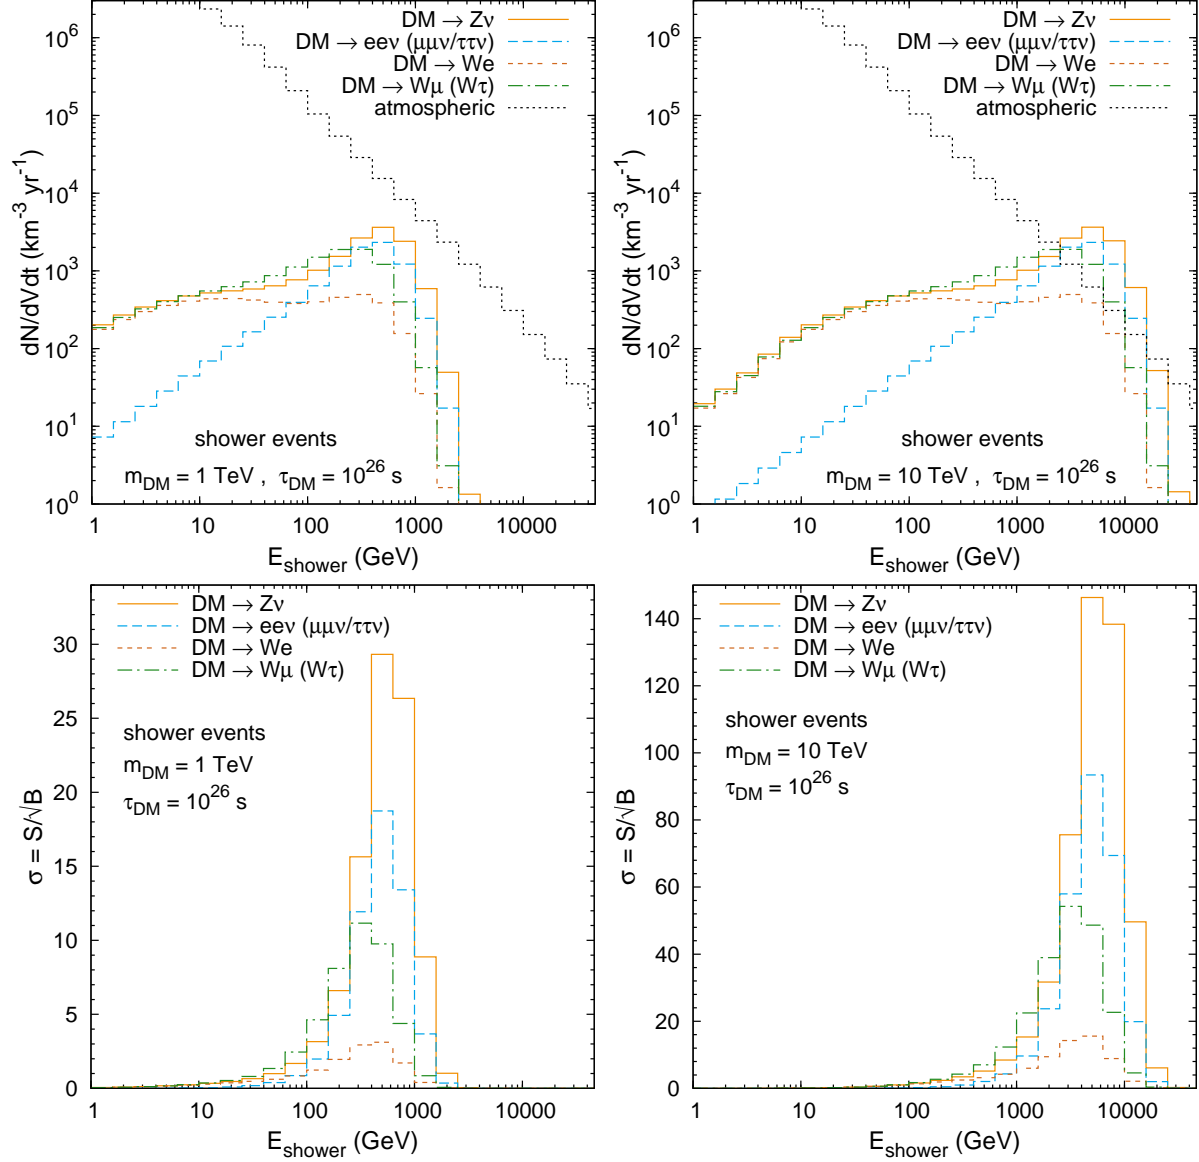 10^6
10^5
10^4
10^3
10^2
10^1
10^0
dN/dVdt (km^-3 yr^-1)
DM → Zν
DM → eeν (μμν/ττν)
DM → We
DM → Wμ (Wτ)
atmospheric
shower events
m_DM = 1 TeV , τ_DM = 10^26 s
1 10 100 1000 10000
E_shower (GeV)
10^6
10^5
10^4
10^3
10^2
10^1
10^0
dN/dVdt (km^-3 yr^-1)
DM → Zν
DM → eeν (μμν/ττν)
DM → We
DM → Wμ (Wτ)
atmospheric
shower events
m_DM = 10 TeV , τ_DM = 10^26 s
1 10 100 1000 10000
E_shower (GeV)
30
25
20
15
10
5
0
σ = S/√B
DM → Zν
DM → eeν (μμν/ττν)
DM → We
DM → Wμ (Wτ)
shower events
m_DM = 1 TeV
τ_DM = 10^26 s
1 10 100 1000 10000
E_shower (GeV)
140
120
100
80
60
40
20
0
σ = S/√B
DM → Zν
DM → eeν (μμν/ττν)
DM → We
DM → Wμ (Wτ)
shower events
m_DM = 10 TeV
τ_DM = 10^26 s
1 10 100 1000 10000
E_shower (GeV)